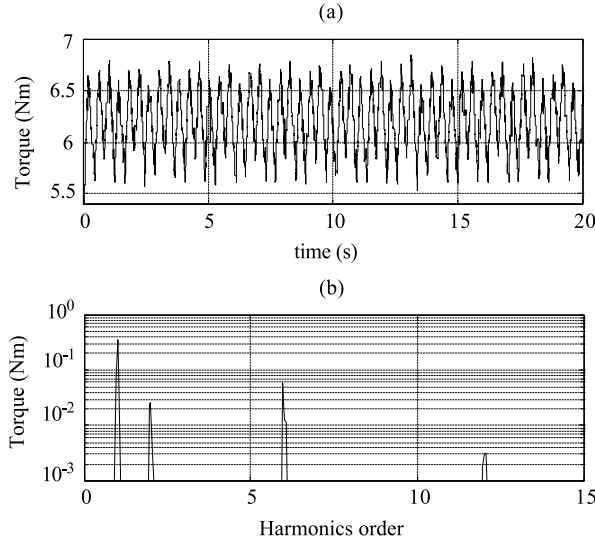 (a)
7
6.5
6
5.5
Torque (Nm)
0 5 10 15 20
time (s)
(b)
10^0
10^-1
10^-2
10^-3
Torque (Nm)
0 5 10 15
Harmonics order